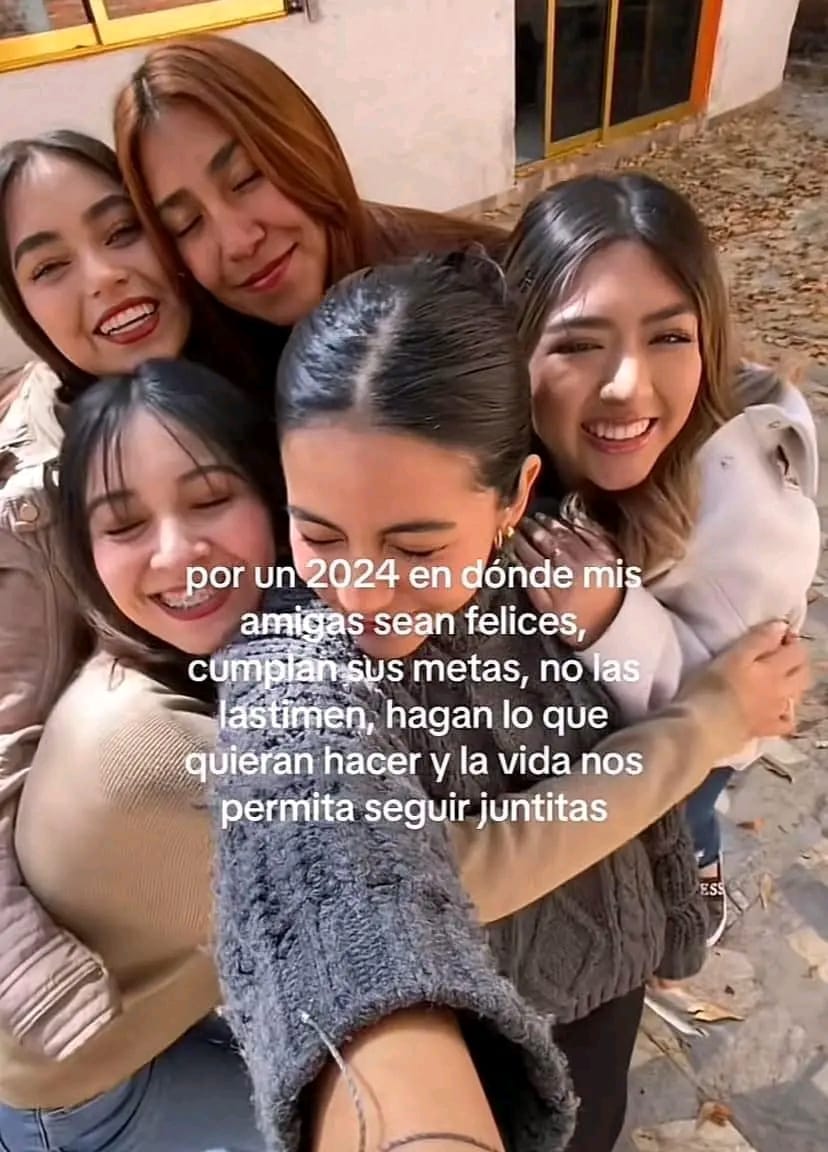 por un 2024 en dónde mis
amigas sean felices,
cumplan sus metas, no las
lastimen, hagan lo que
quieran hacer y la vida nos
permita seguir juntitas
ESS